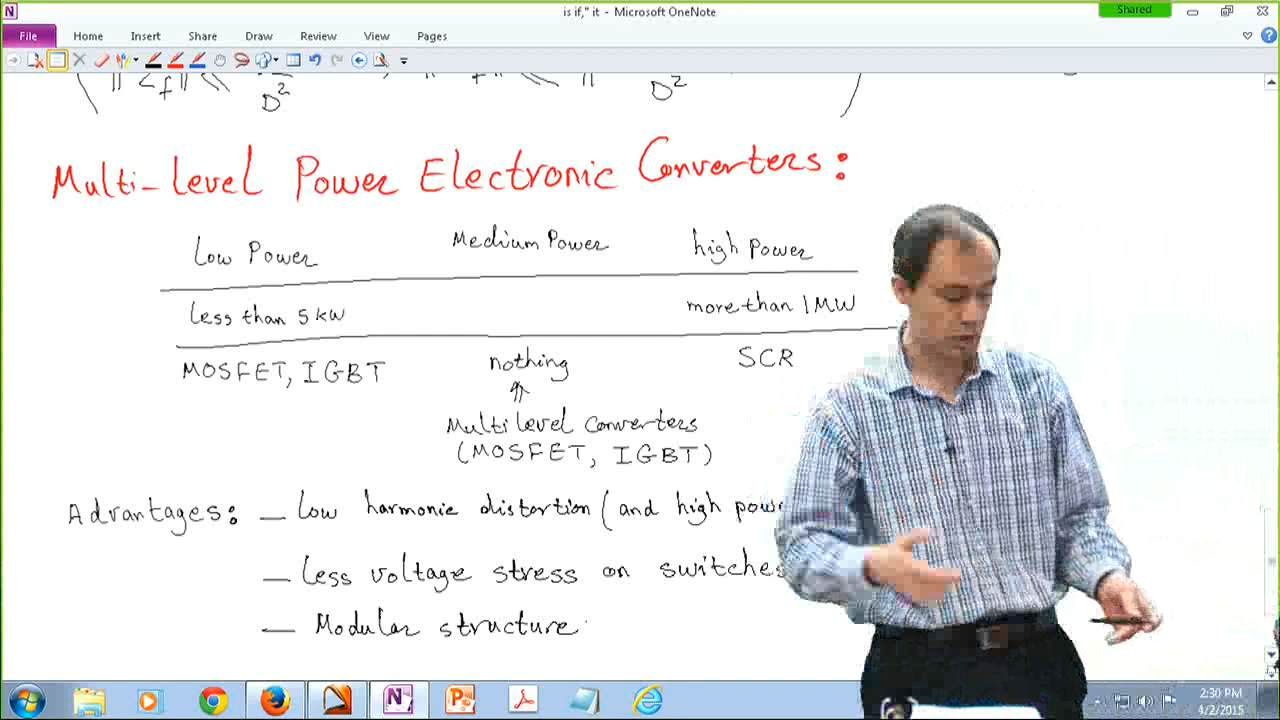 is if," it - Microsoft OneNote
Shared
File Home Insert Share Draw Review View Pages
D² D²
Multi-level Power Electronic Converters:
Low Power Medium Power high Power
less than 5 kW more than 1 MW
MOSFET, IGBT nothing SCR
Multilevel Converters
(MOSFET, IGBT)
Advantages: — Low harmonic distortion (and high
— Less voltage stress on switches
— Modular structure
2:30 PM
4/2/2015